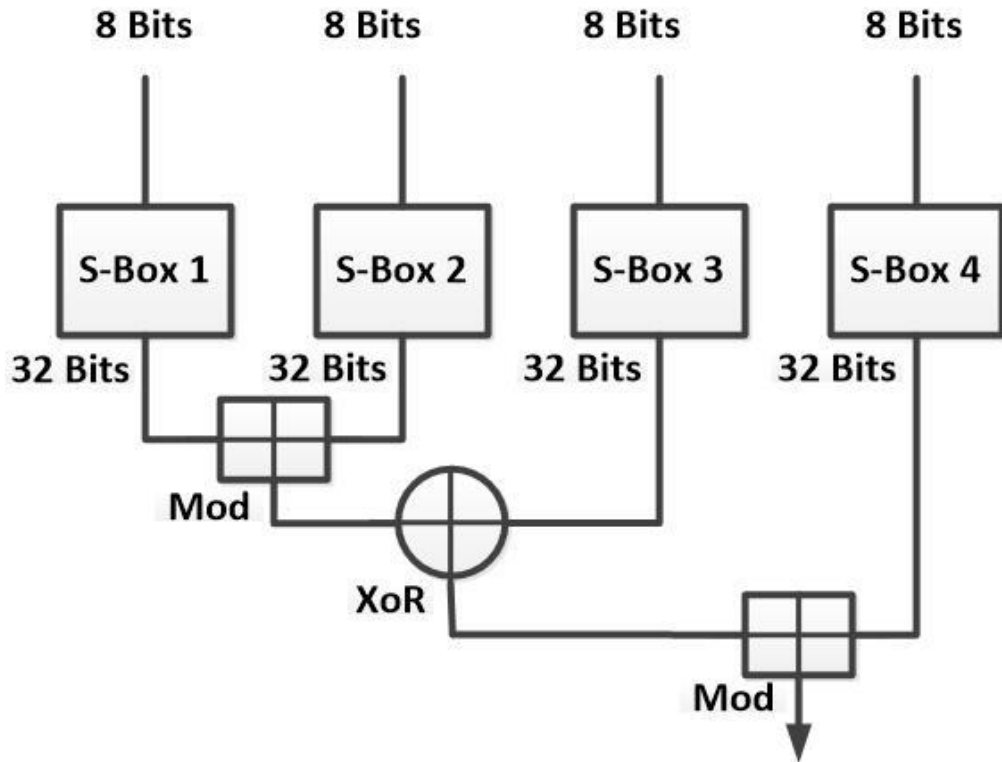 8 Bits 8 Bits 8 Bits 8 Bits
S-Box 1 S-Box 2 S-Box 3 S-Box 4
32 Bits 32 Bits 32 Bits 32 Bits
Mod
XoR
Mod